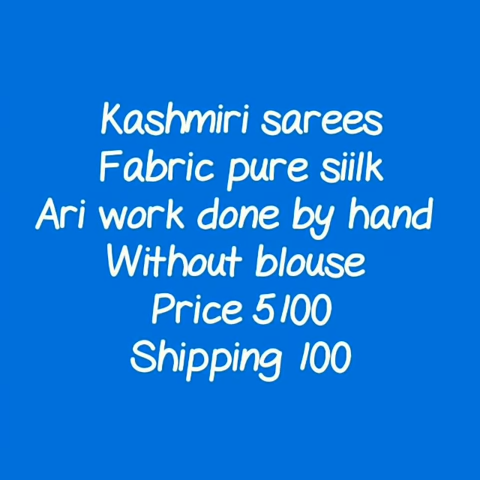 Kashmiri sarees
Fabric pure siilk
Ari work done by hand
Without blouse
Price 5100
Shipping 100